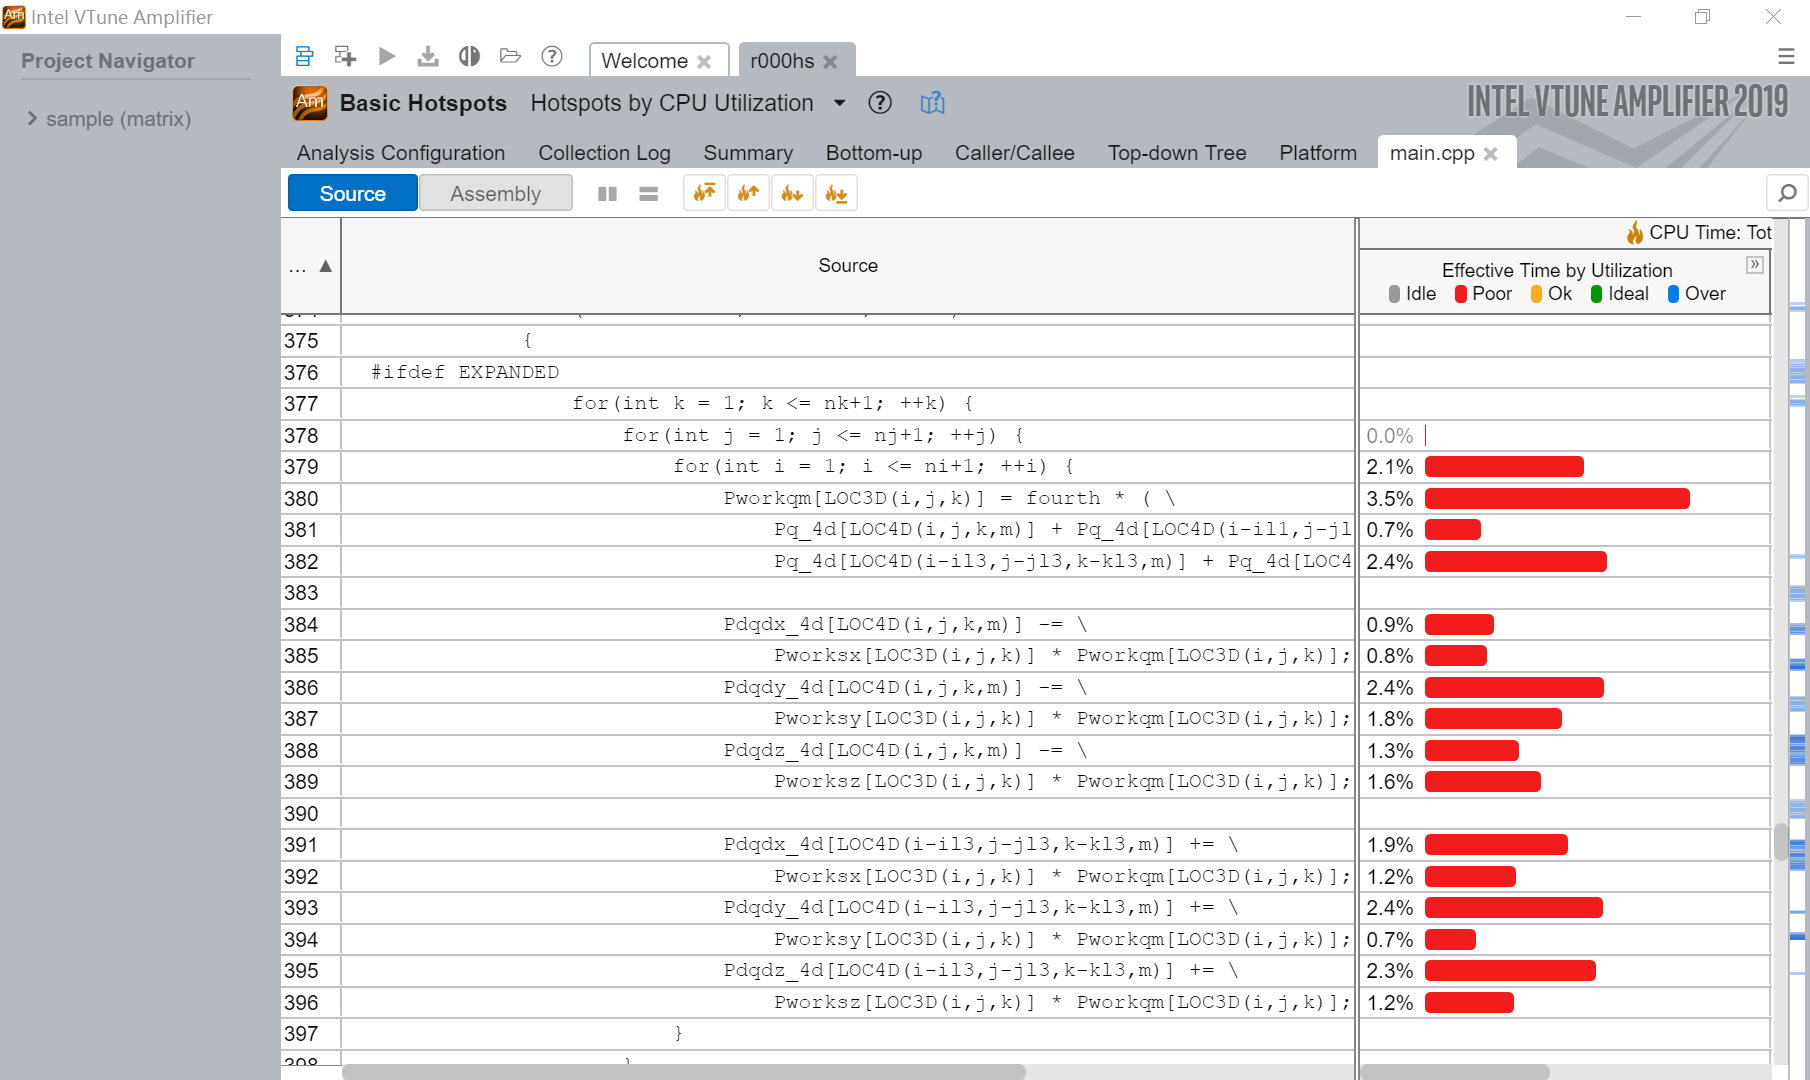 Am Intel VTune Amplifier
Project Navigator
sample (matrix)
Welcome
r000hs
Am Basic Hotspots Hotspots by CPU Utilization
INTEL VTUNE AMPLIFIER 2019
Analysis Configuration Collection Log Summary Bottom-up Caller/Callee Top-down Tree Platform main.cpp
Source Assembly
... ▲ Source
CPU Time: Tot
Effective Time by Utilization
Idle Poor Ok Ideal Over
375 {
376 #ifdef EXPANDED
377 for(int k = 1; k <= nk+1; ++k) {
378 for(int j = 1; j <= nj+1; ++j) { 0.0%
379 for(int i = 1; i <= ni+1; ++i) { 2.1%
380 Pworkqm[LOC3D(i,j,k)] = fourth * ( \ 3.5%
381 Pq_4d[LOC4D(i,j,k,m)] + Pq_4d[LOC4D(i-il1,j-jl 0.7%
382 Pq_4d[LOC4D(i-il3,j-jl3,k-kl3,m)] + Pq_4d[LOC4 2.4%
383
384 Pdqdx_4d[LOC4D(i,j,k,m)] -= \ 0.9%
385 Pworksx[LOC3D(i,j,k)] * Pworkqm[LOC3D(i,j,k)]; 0.8%
386 Pdqdy_4d[LOC4D(i,j,k,m)] -= \ 2.4%
387 Pworksy[LOC3D(i,j,k)] * Pworkqm[LOC3D(i,j,k)]; 1.8%
388 Pdqdz_4d[LOC4D(i,j,k,m)] -= \ 1.3%
389 Pworksz[LOC3D(i,j,k)] * Pworkqm[LOC3D(i,j,k)]; 1.6%
390
391 Pdqdx_4d[LOC4D(i-il3,j-jl3,k-kl3,m)] += \ 1.9%
392 Pworksx[LOC3D(i,j,k)] * Pworkqm[LOC3D(i,j,k)]; 1.2%
393 Pdqdy_4d[LOC4D(i-il3,j-jl3,k-kl3,m)] += \ 2.4%
394 Pworksy[LOC3D(i,j,k)] * Pworkqm[LOC3D(i,j,k)]; 0.7%
395 Pdqdz_4d[LOC4D(i-il3,j-jl3,k-kl3,m)] += \ 2.3%
396 Pworksz[LOC3D(i,j,k)] * Pworkqm[LOC3D(i,j,k)]; 1.2%
397 }
398 }